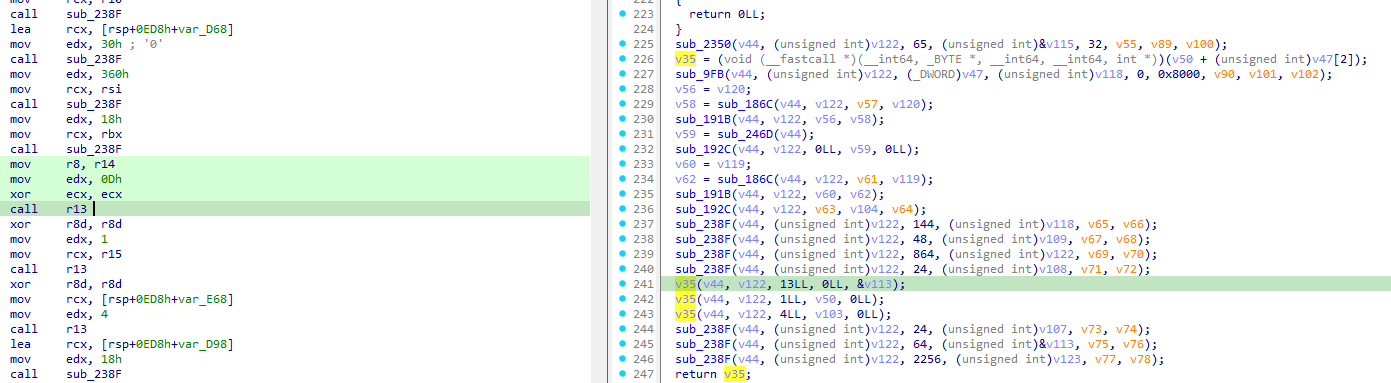 mov rcx, r16
call sub_238F
lea rcx, [rsp+0ED8h+var_D68]
mov edx, 30h ; '0'
call sub_238F
mov edx, 360h
mov rcx, rsi
call sub_238F
mov edx, 18h
mov rcx, rbx
call sub_238F
mov r8, r14
mov edx, 0Dh
xor ecx, ecx
call r13
xor r8d, r8d
mov edx, 1
mov rcx, r15
call r13
xor r8d, r8d
mov rcx, [rsp+0ED8h+var_E68]
mov edx, 4
call r13
lea rcx, [rsp+0ED8h+var_D98]
mov edx, 18h
call sub_238F
222 {
223 return 0LL;
224 }
225 sub_2350(v44, (unsigned int)v122, 65, (unsigned int)&v115, 32, v55, v89, v100);
226 v35 = (void (__fastcall *)(__int64, _BYTE *, __int64, __int64, int *))(v50 + (unsigned int)v47[2]);
227 sub_9FB(v44, (unsigned int)v122, (_DWORD)v47, (unsigned int)v118, 0, 0x8000, v90, v101, v102);
228 v56 = v120;
229 v58 = sub_186C(v44, v122, v57, v120);
230 sub_191B(v44, v122, v56, v58);
231 v59 = sub_246D(v44);
232 sub_192C(v44, v122, 0LL, v59, 0LL);
233 v60 = v119;
234 v62 = sub_186C(v44, v122, v61, v119);
235 sub_191B(v44, v122, v60, v62);
236 sub_192C(v44, v122, v63, v104, v64);
237 sub_238F(v44, (unsigned int)v122, 144, (unsigned int)v118, v65, v66);
238 sub_238F(v44, (unsigned int)v122, 48, (unsigned int)v109, v67, v68);
239 sub_238F(v44, (unsigned int)v122, 864, (unsigned int)v122, v69, v70);
240 sub_238F(v44, (unsigned int)v122, 24, (unsigned int)v108, v71, v72);
241 v35(v44, v122, 13LL, 0LL, &v113);
242 v35(v44, v122, 1LL, v50, 0LL);
243 v35(v44, v122, 4LL, v103, 0LL);
244 sub_238F(v44, (unsigned int)v122, 24, (unsigned int)v107, v73, v74);
245 sub_238F(v44, (unsigned int)v122, 64, (unsigned int)&v113, v75, v76);
246 sub_238F(v44, (unsigned int)v122, 2256, (unsigned int)v123, v77, v78);
247 return v35;